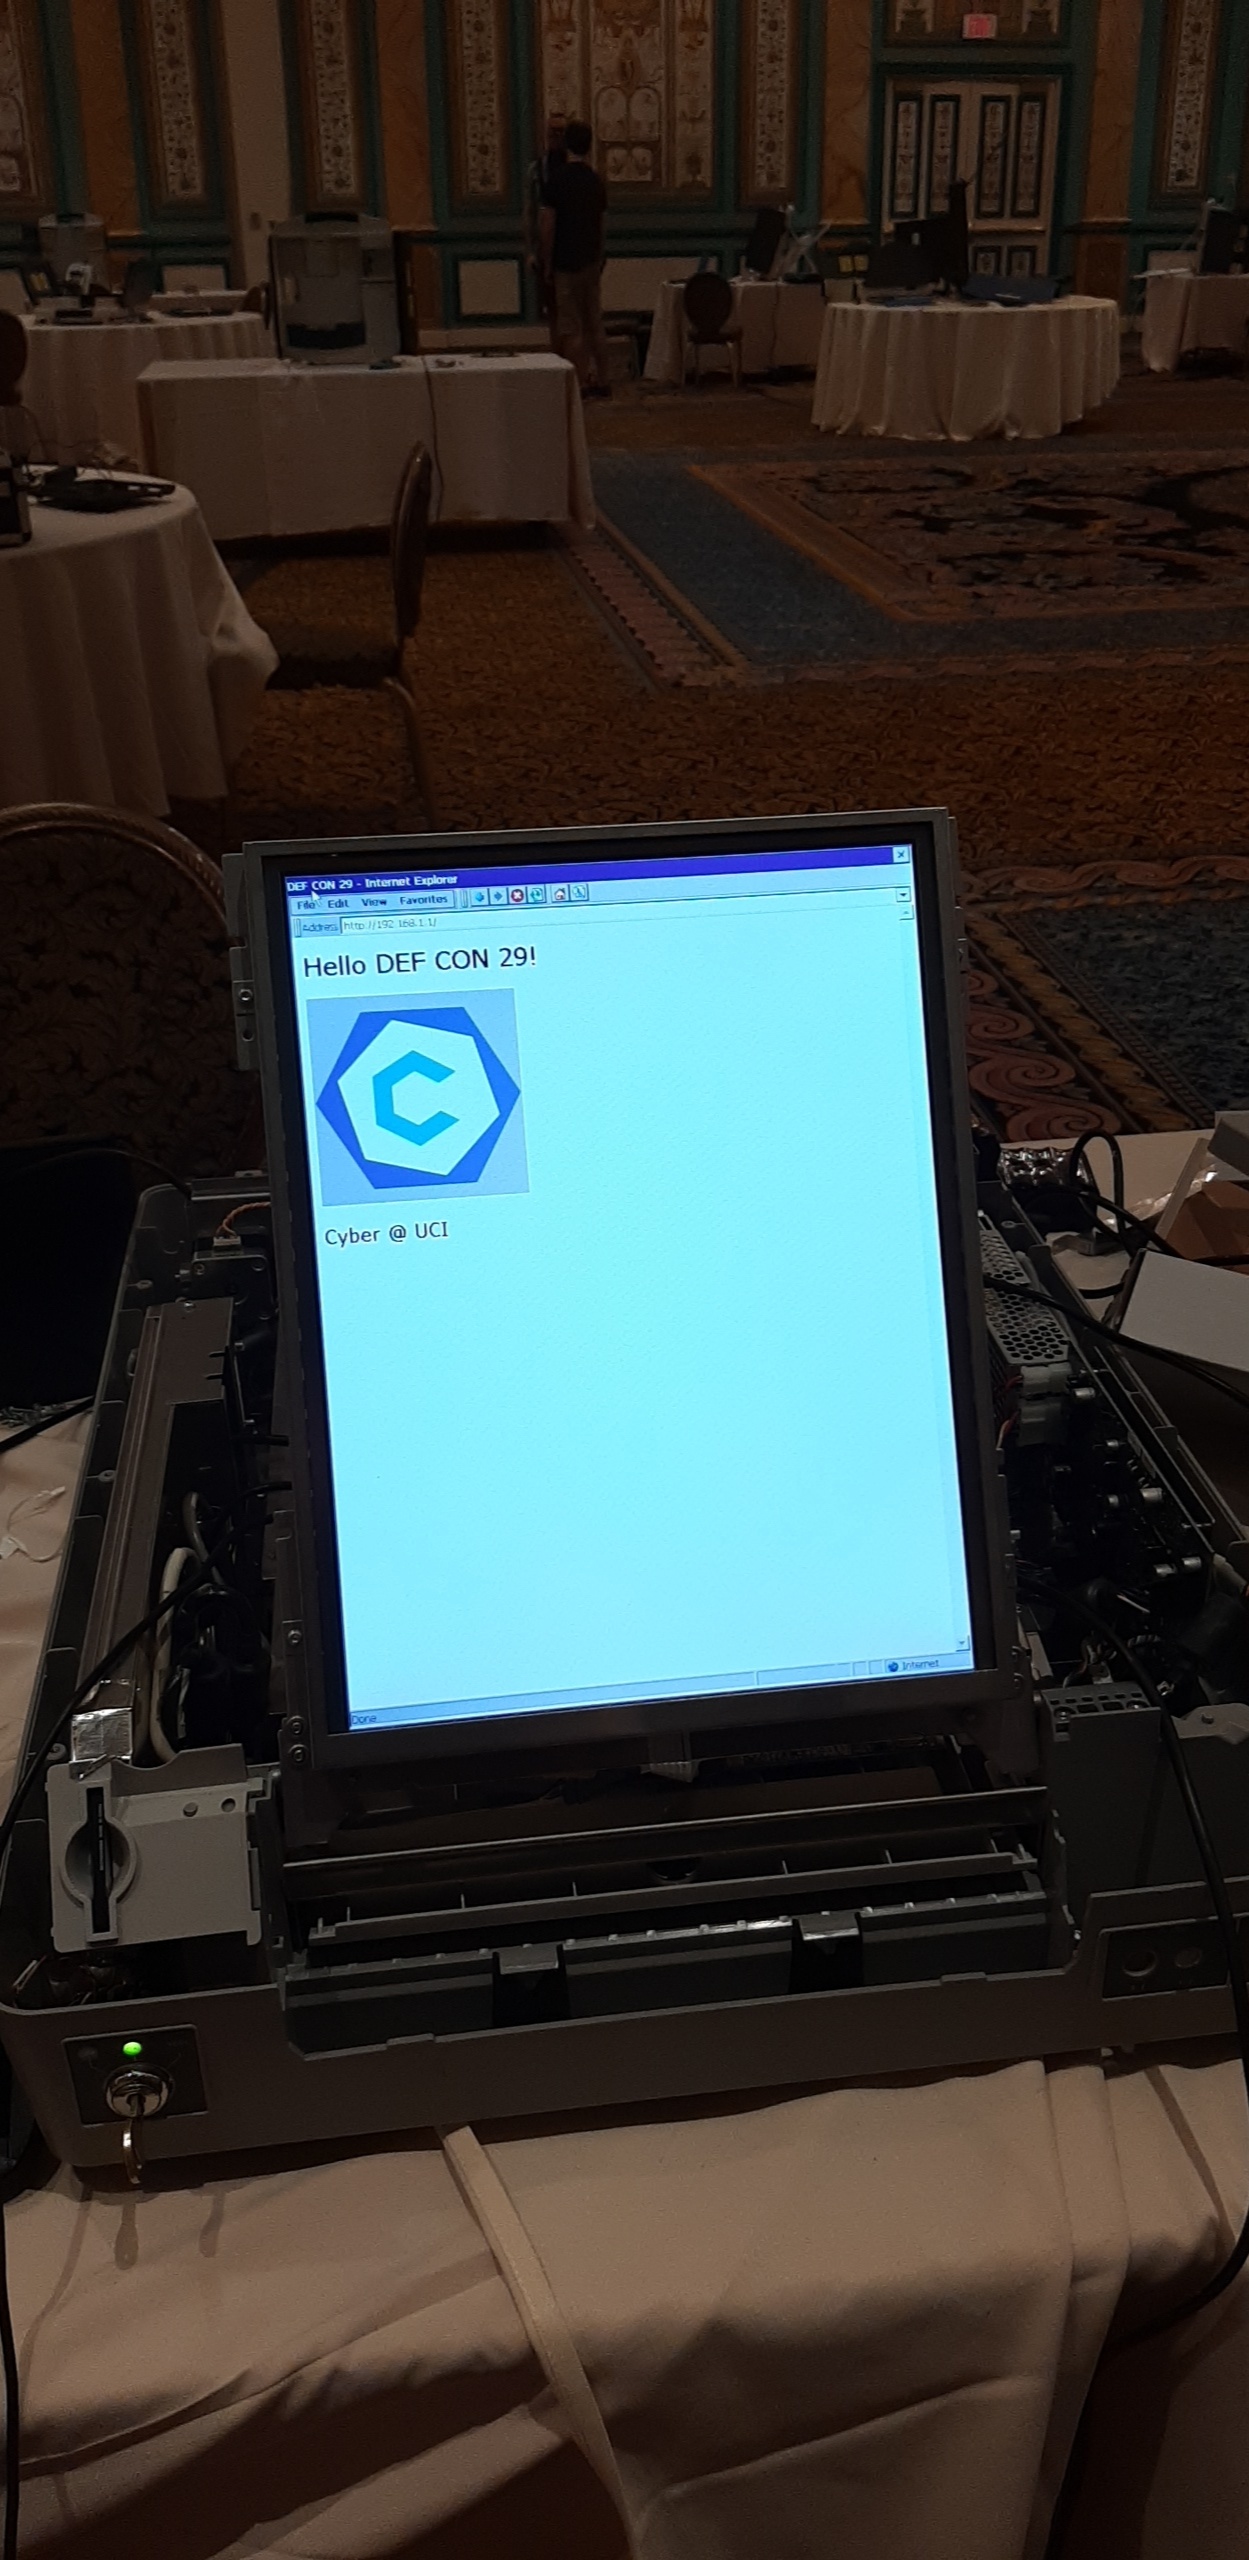 DEF CON 29 - Internet Explorer
File Edit View Favorites
Address http://192.168.1.1/
Hello DEF CON 29!
C
Cyber @ UCI
Done
Internet